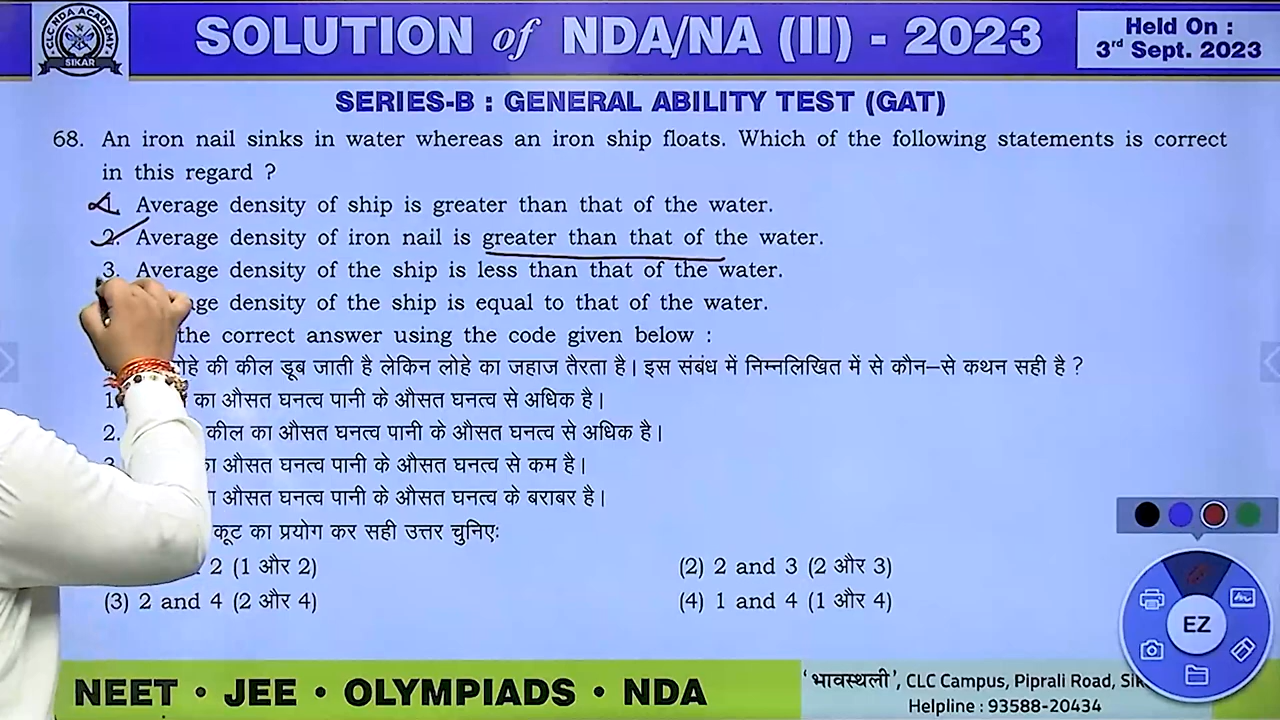 CLC NDA ACADEMY
SIKAR
SOLUTION of NDA/NA (II) - 2023
Held On :
3rd Sept. 2023
SERIES-B : GENERAL ABILITY TEST (GAT)
68. An iron nail sinks in water whereas an iron ship floats. Which of the following statements is correct
in this regard ?
1. Average density of ship is greater than that of the water.
2. Average density of iron nail is greater than that of the water.
3. Average density of the ship is less than that of the water.
age density of the ship is equal to that of the water.
the correct answer using the code given below :
की कील डूब जाती है लेकिन लोहे का जहाज तैरता है। इस संबंध में निम्नलिखित में से कौन–से कथन सही है ?
1. का औसत घनत्व पानी के औसत घनत्व से अधिक है।
2. कील का औसत घनत्व पानी के औसत घनत्व से अधिक है।
औसत घनत्व पानी के औसत घनत्व से कम है।
औसत घनत्व पानी के औसत घनत्व के बराबर है।
कूट का प्रयोग कर सही उत्तर चुनिए:
2 (1 और 2)
(2) 2 and 3 (2 और 3)
(3) 2 and 4 (2 और 4)
(4) 1 and 4 (1 और 4)
EZ
NEET • JEE • OLYMPIADS • NDA
'भावस्थली', CLC Campus, Piprali Road,
Helpline : 93588-20434